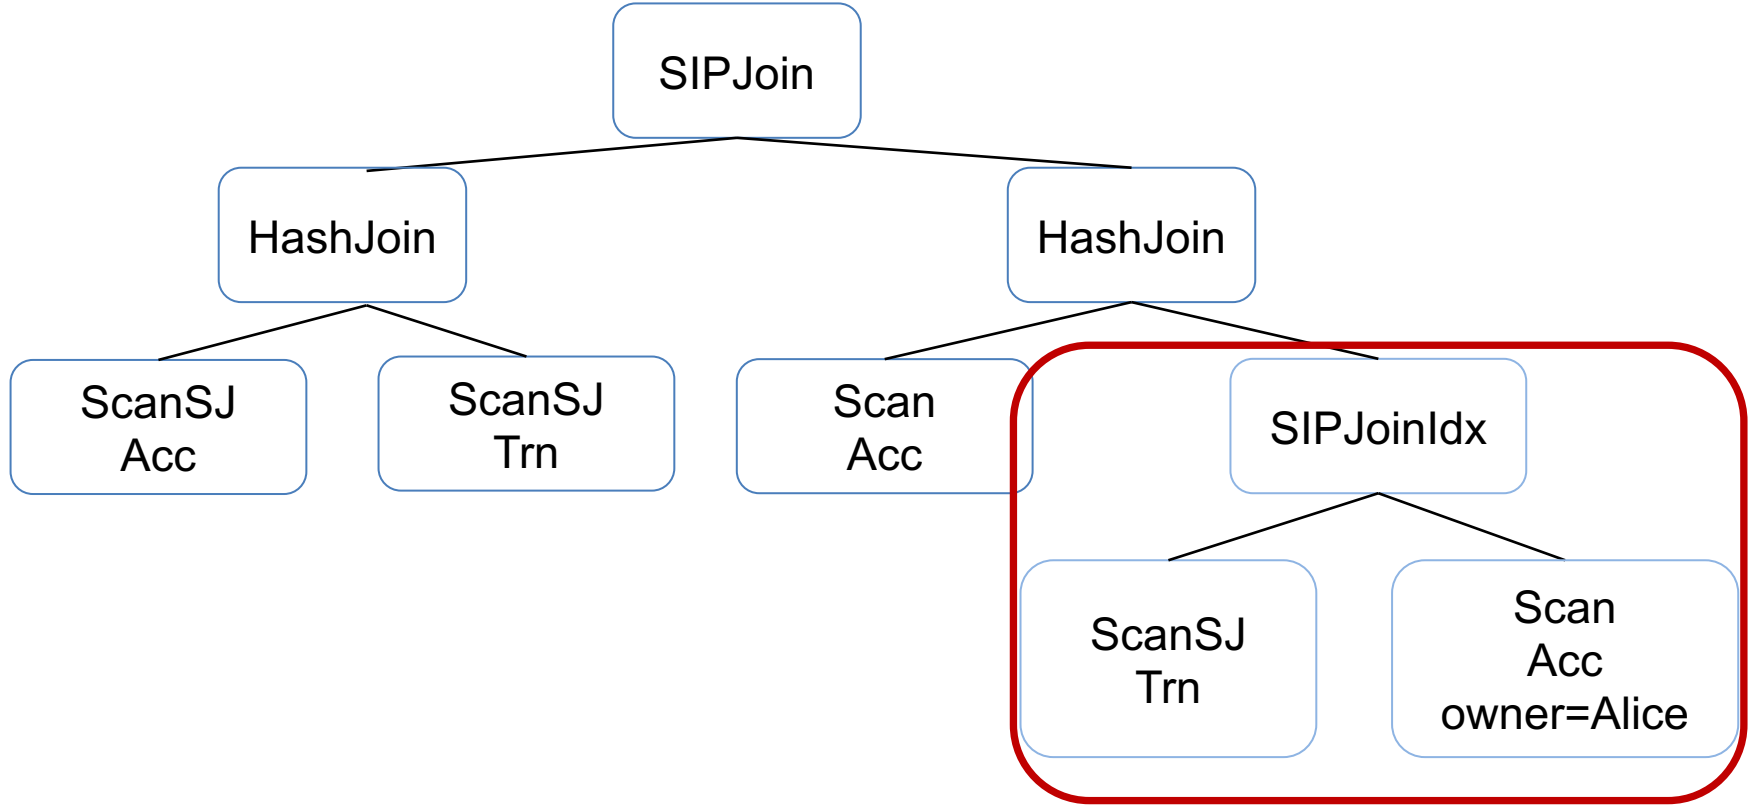 SIPJoin
HashJoin
HashJoin
ScanSJ
Acc
ScanSJ
Trn
Scan
Acc
SIPJoinIdx
ScanSJ
Trn
Scan
Acc
owner=Alice